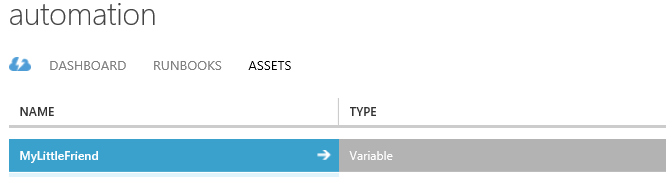 automation
DASHBOARD RUNBOOKS ASSETS
NAME TYPE
MyLittleFriend Variable